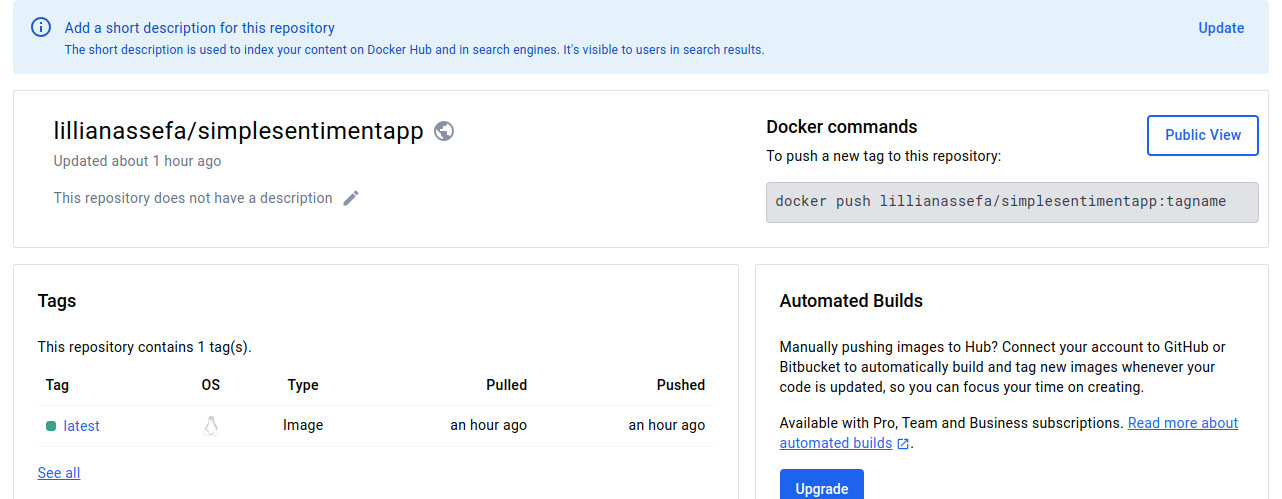 Add a short description for this repository
Update
The short description is used to index your content on Docker Hub and in search engines. It's visible to users in search results.
lillianassefa/simplesentimentapp
Updated about 1 hour ago
This repository does not have a description
Docker commands
Public View
To push a new tag to this repository:
docker push lillianassefa/simplesentimentapp:tagname
Tags
This repository contains 1 tag(s).
Tag OS Type Pulled Pushed
latest Image an hour ago an hour ago
See all
Automated Builds
Manually pushing images to Hub? Connect your account to GitHub or
Bitbucket to automatically build and tag new images whenever your
code is updated, so you can focus your time on creating.
Available with Pro, Team and Business subscriptions. Read more about
automated builds .
Upgrade